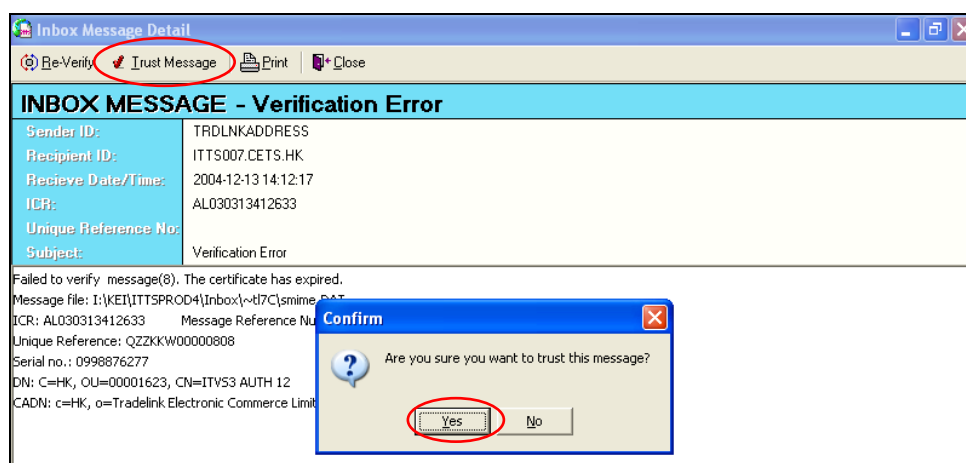 Inbox Message Detail
Re-Verify Trust Message Print Close
INBOX MESSAGE - Verification Error
Sender ID: TRDLNKADDRESS
Recipient ID: ITTS007.CETS.HK
Recieve Date/Time: 2004-12-13 14:12:17
ICR: AL030313412633
Unique Reference No:
Subject: Verification Error
Failed to verify message(8). The certificate has expired.
Message file: I:\KEI\ITTSPROD4\Inbox\~tl7C\smime.DAT
ICR: AL030313412633 Message Reference Nu
Unique Reference: QZZKKW00000808
Serial no.: 0998876277
DN: C=HK, OU=00001623, CN=ITVS3 AUTH 12
CADN: c=HK, o=Tradelink Electronic Commerce Limit
Confirm
Are you sure you want to trust this message?
Yes No